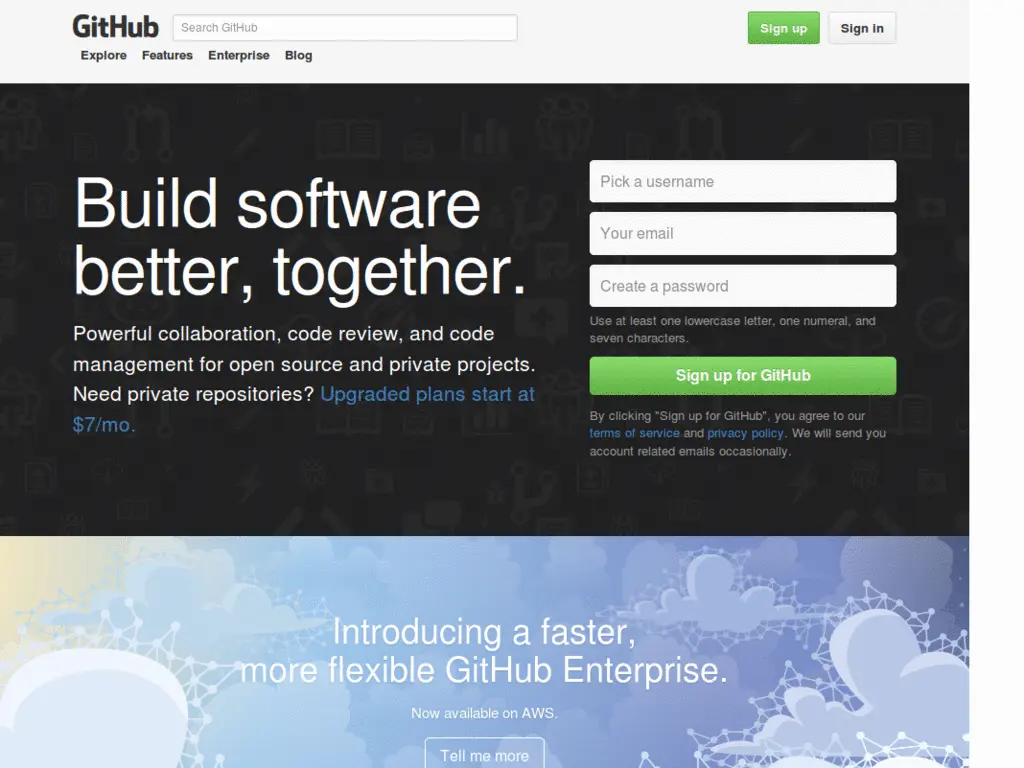 GitHub
Search GitHub
Sign up
Sign in
Explore
Features
Enterprise
Blog
Build software
better, together.
Powerful collaboration, code review, and code
management for open source and private projects.
Need private repositories? Upgraded plans start at
$7/mo.
Pick a username
Your email
Create a password
Use at least one lowercase letter, one numeral, and
seven characters.
Sign up for GitHub
By clicking "Sign up for GitHub", you agree to our
terms of service and privacy policy. We will send you
account related emails occasionally.
Introducing a faster,
more flexible GitHub Enterprise.
Now available on AWS.
Tell me more